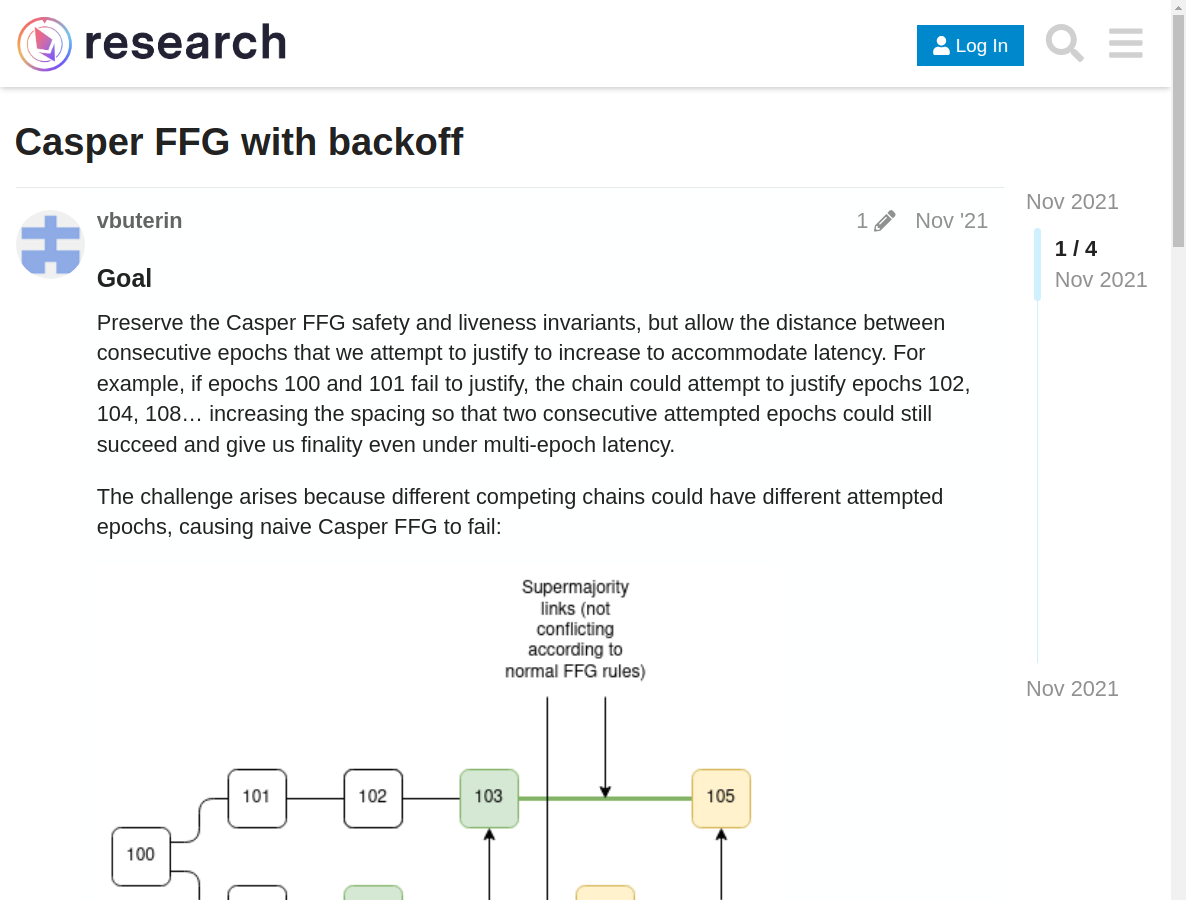 research
Log In
Casper FFG with backoff
vbuterin
1
Nov '21
Nov 2021
1 / 4
Nov 2021
Goal
Preserve the Casper FFG safety and liveness invariants, but allow the distance between
consecutive epochs that we attempt to justify to increase to accommodate latency. For
example, if epochs 100 and 101 fail to justify, the chain could attempt to justify epochs 102,
104, 108… increasing the spacing so that two consecutive attempted epochs could still
succeed and give us finality even under multi-epoch latency.
The challenge arises because different competing chains could have different attempted
epochs, causing naive Casper FFG to fail:
Supermajority
links (not
conflicting
according to
normal FFG rules)
Nov 2021
101
102
103
105
100